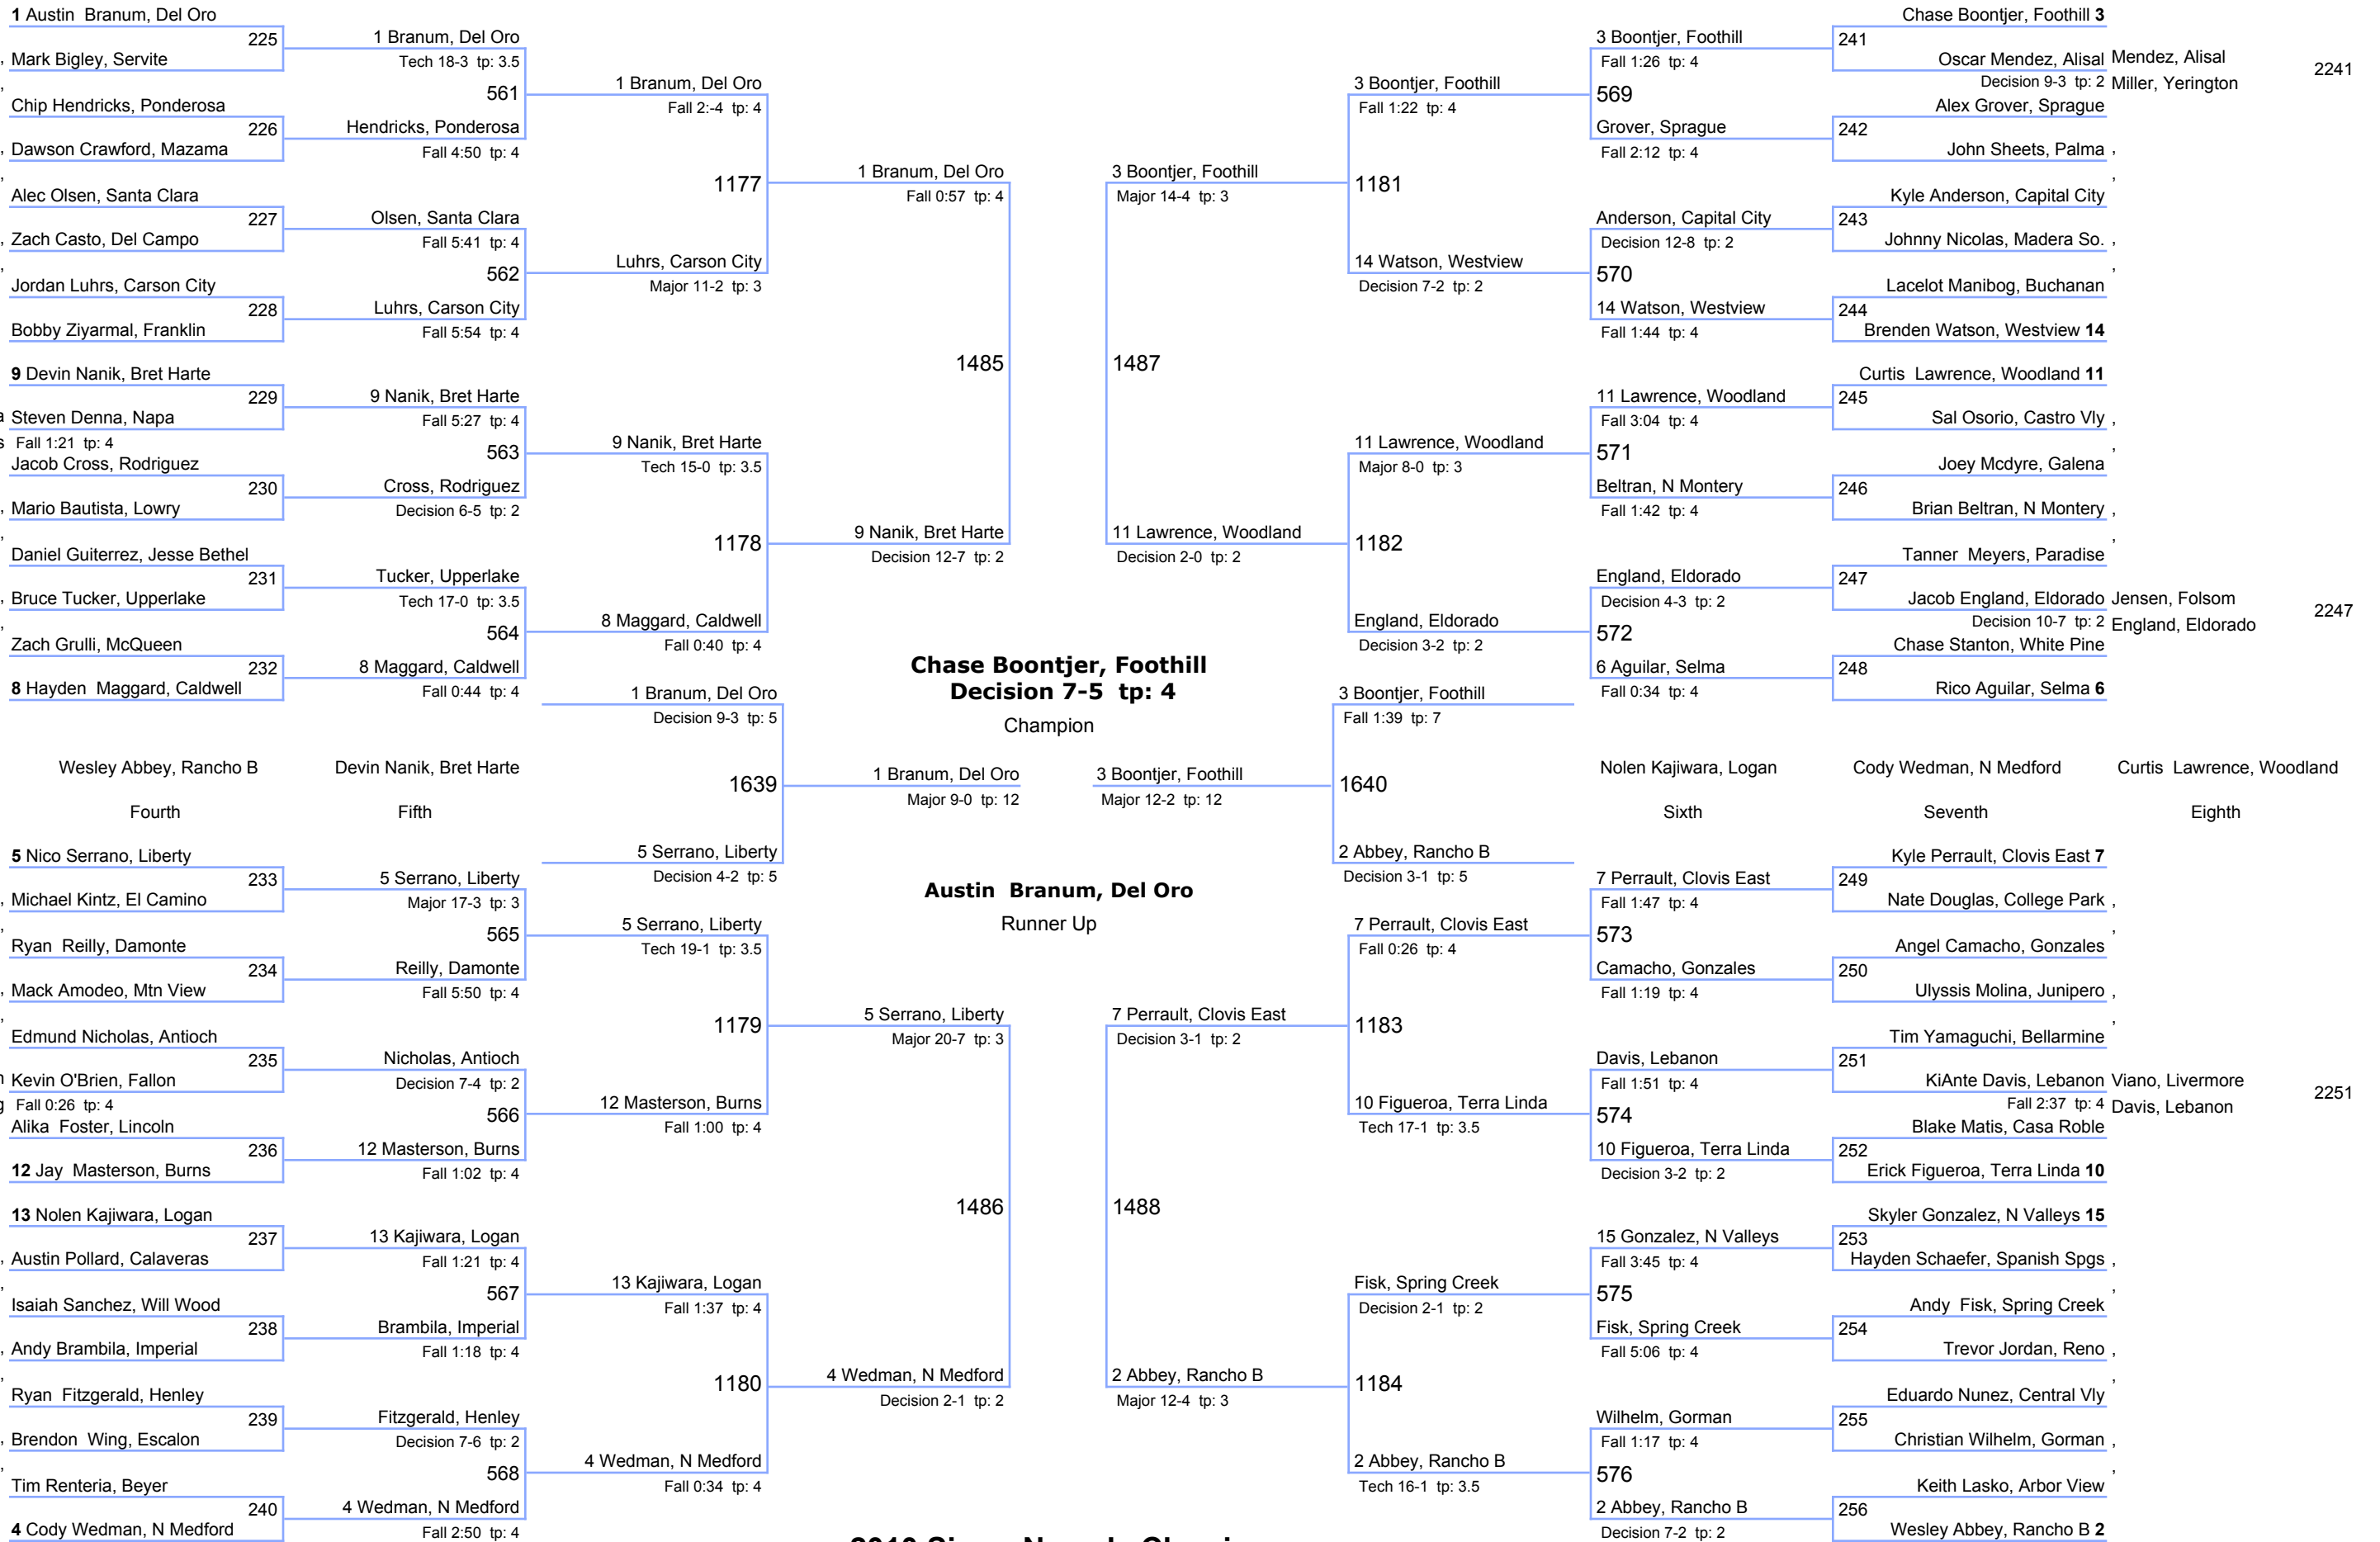 1 Austin  Branum, Del Oro
225
, Mark Bigley, Servite
,
1 Branum, Del Oro
Tech 18-3  tp: 3.5
561
Chip Hendricks, Ponderosa
226
, Dawson Crawford, Mazama
,
Hendricks, Ponderosa
Fall 4:50  tp: 4
1 Branum, Del Oro
Fall 2:-4  tp: 4
1177
Alec Olsen, Santa Clara
227
, Zach Casto, Del Campo
,
Olsen, Santa Clara
Fall 5:41  tp: 4
562
Jordan Luhrs, Carson City
228
Bobby Ziyarmal, Franklin
Luhrs, Carson City
Fall 5:54  tp: 4
Luhrs, Carson City
Major 11-2  tp: 3
1 Branum, Del Oro
Fall 0:57  tp: 4
1485
9 Devin Nanik, Bret Harte
229
a Steven Denna, Napa
s Fall 1:21  tp: 4
9 Nanik, Bret Harte
Fall 5:27  tp: 4
563
Jacob Cross, Rodriguez
230
, Mario Bautista, Lowry
,
Cross, Rodriguez
Decision 6-5  tp: 2
9 Nanik, Bret Harte
Tech 15-0  tp: 3.5
1178
Daniel Guiterrez, Jesse Bethel
231
, Bruce Tucker, Upperlake
,
Tucker, Upperlake
Tech 17-0  tp: 3.5
564
Zach Grulli, McQueen
232
8 Hayden  Maggard, Caldwell
8 Maggard, Caldwell
Fall 0:44  tp: 4
8 Maggard, Caldwell
Fall 0:40  tp: 4
9 Nanik, Bret Harte
Decision 12-7  tp: 2
3 Boontjer, Foothill
Major 14-4  tp: 3
1487
11 Lawrence, Woodland
Decision 2-0  tp: 2
3 Boontjer, Foothill
Fall 1:22  tp: 4
1181
14 Watson, Westview
Decision 7-2  tp: 2
11 Lawrence, Woodland
Major 8-0  tp: 3
1182
England, Eldorado
Decision 3-2  tp: 2
3 Boontjer, Foothill
Fall 1:26  tp: 4
569
Grover, Sprague
Fall 2:12  tp: 4
Anderson, Capital City
Decision 12-8  tp: 2
570
14 Watson, Westview
Fall 1:44  tp: 4
11 Lawrence, Woodland
Fall 3:04  tp: 4
571
Beltran, N Montery
Fall 1:42  tp: 4
England, Eldorado
Decision 4-3  tp: 2
572
6 Aguilar, Selma
Fall 0:34  tp: 4
Chase Boontjer, Foothill 3
241
Oscar Mendez, Alisal
Mendez, Alisal
2241
Decision 9-3  tp: 2
Miller, Yerington
Alex Grover, Sprague
242
John Sheets, Palma ,
,
Kyle Anderson, Capital City
243
Johnny Nicolas, Madera So. ,
,
Lacelot Manibog, Buchanan
244
Brenden Watson, Westview 14
Curtis  Lawrence, Woodland 11
245
Sal Osorio, Castro Vly ,
,
Joey Mcdyre, Galena
246
Brian Beltran, N Montery ,
,
Tanner  Meyers, Paradise
247
Jacob England, Eldorado
Jensen, Folsom
2247
Decision 10-7  tp: 2
England, Eldorado
Chase Stanton, White Pine
248
Rico Aguilar, Selma 6
Chase Boontjer, Foothill
Decision 7-5  tp: 4
Champion
1 Branum, Del Oro
Decision 9-3  tp: 5
1639
5 Serrano, Liberty
Decision 4-2  tp: 5
1 Branum, Del Oro
Major 9-0  tp: 12
3 Boontjer, Foothill
Major 12-2  tp: 12
3 Boontjer, Foothill
Fall 1:39  tp: 7
1640
2 Abbey, Rancho B
Decision 3-1  tp: 5
Austin  Branum, Del Oro
Runner Up
Wesley Abbey, Rancho B
Fourth
Devin Nanik, Bret Harte
Fifth
Nolen Kajiwara, Logan
Sixth
Cody Wedman, N Medford
Seventh
Curtis  Lawrence, Woodland
Eighth
5 Nico Serrano, Liberty
233
, Michael Kintz, El Camino
,
5 Serrano, Liberty
Major 17-3  tp: 3
565
Ryan  Reilly, Damonte
234
, Mack Amodeo, Mtn View
,
Reilly, Damonte
Fall 5:50  tp: 4
5 Serrano, Liberty
Tech 19-1  tp: 3.5
1179
Edmund Nicholas, Antioch
235
n Kevin O'Brien, Fallon
g Fall 0:26  tp: 4
Nicholas, Antioch
Decision 7-4  tp: 2
566
Alika  Foster, Lincoln
236
12 Jay  Masterson, Burns
12 Masterson, Burns
Fall 1:02  tp: 4
12 Masterson, Burns
Fall 1:00  tp: 4
5 Serrano, Liberty
Major 20-7  tp: 3
1486
13 Nolen Kajiwara, Logan
237
, Austin Pollard, Calaveras
,
13 Kajiwara, Logan
Fall 1:21  tp: 4
567
Isaiah Sanchez, Will Wood
238
, Andy Brambila, Imperial
,
Brambila, Imperial
Fall 1:18  tp: 4
13 Kajiwara, Logan
Fall 1:37  tp: 4
1180
Ryan  Fitzgerald, Henley
239
, Brendon  Wing, Escalon
,
Fitzgerald, Henley
Decision 7-6  tp: 2
568
Tim Renteria, Beyer
240
4 Cody Wedman, N Medford
4 Wedman, N Medford
Fall 2:50  tp: 4
4 Wedman, N Medford
Fall 0:34  tp: 4
4 Wedman, N Medford
Decision 2-1  tp: 2
7 Perrault, Clovis East
Decision 3-1  tp: 2
1488
2 Abbey, Rancho B
Major 12-4  tp: 3
7 Perrault, Clovis East
Fall 0:26  tp: 4
1183
10 Figueroa, Terra Linda
Tech 17-1  tp: 3.5
Fisk, Spring Creek
Decision 2-1  tp: 2
1184
2 Abbey, Rancho B
Tech 16-1  tp: 3.5
7 Perrault, Clovis East
Fall 1:47  tp: 4
573
Camacho, Gonzales
Fall 1:19  tp: 4
Davis, Lebanon
Fall 1:51  tp: 4
574
10 Figueroa, Terra Linda
Decision 3-2  tp: 2
15 Gonzalez, N Valleys
Fall 3:45  tp: 4
575
Fisk, Spring Creek
Fall 5:06  tp: 4
Wilhelm, Gorman
Fall 1:17  tp: 4
576
2 Abbey, Rancho B
Decision 7-2  tp: 2
Kyle Perrault, Clovis East 7
249
Nate Douglas, College Park ,
,
Angel Camacho, Gonzales
250
Ulyssis Molina, Junipero ,
,
Tim Yamaguchi, Bellarmine
251
KiAnte Davis, Lebanon
Viano, Livermore
2251
Fall 2:37  tp: 4
Davis, Lebanon
Blake Matis, Casa Roble
252
Erick Figueroa, Terra Linda 10
Skyler Gonzalez, N Valleys 15
253
Hayden Schaefer, Spanish Spgs ,
,
Andy  Fisk, Spring Creek
254
Trevor Jordan, Reno ,
,
Eduardo Nunez, Central Vly
255
Christian Wilhelm, Gorman ,
,
Keith Lasko, Arbor View
256
Wesley Abbey, Rancho B 2